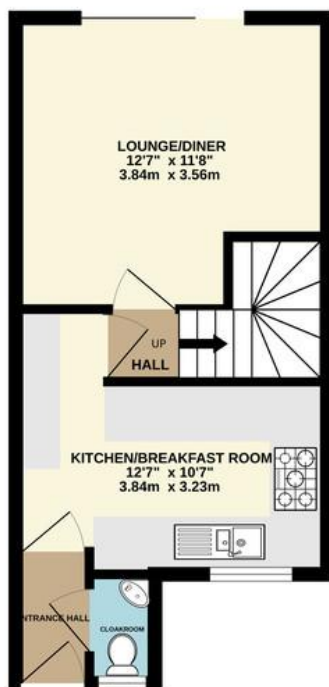 LOUNGE/DINER
12'7" x 11'8"
3.84m x 3.56m
UP
HALL
KITCHEN/BREAKFAST ROOM
12'7" x 10'7"
3.84m x 3.23m
NTRANCE HALL
CLOAKROOM